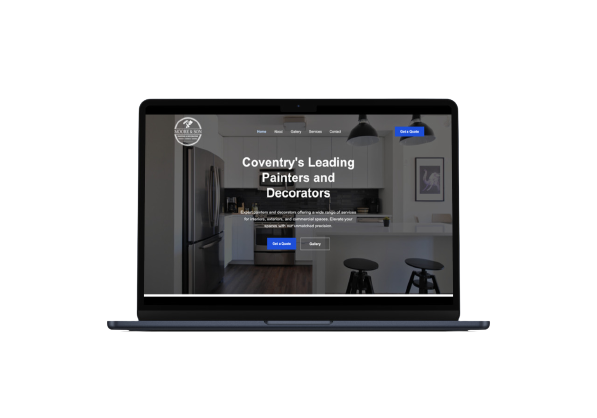 MOORE & SON
Home About Gallery Services Contact
Get a Quote
Coventry's Leading
Painters and
Decorators
Expert painters and decorators offering a wide range of services
for interiors, exteriors, and commercial spaces. Elevate your
spaces with our unmatched precision.
Get a Quote Gallery